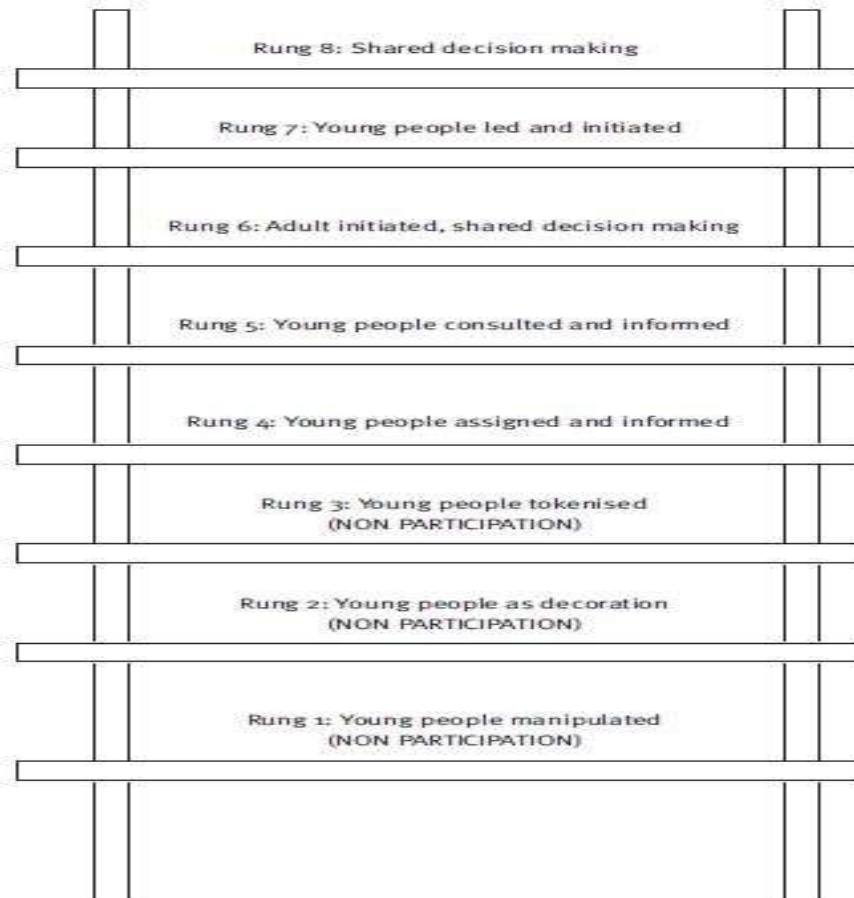 Rung 8: Shared decision making
Rung 7: Young people led and initiated
Rung 6: Adult initiated, shared decision making
Rung 5: Young people consulted and informed
Rung 4: Young people assigned and informed
Rung 3: Young people tokenised
(NON PARTICIPATION)
Rung 2: Young people as decoration
(NON PARTICIPATION)
Rung 1: Young people manipulated
(NON PARTICIPATION)